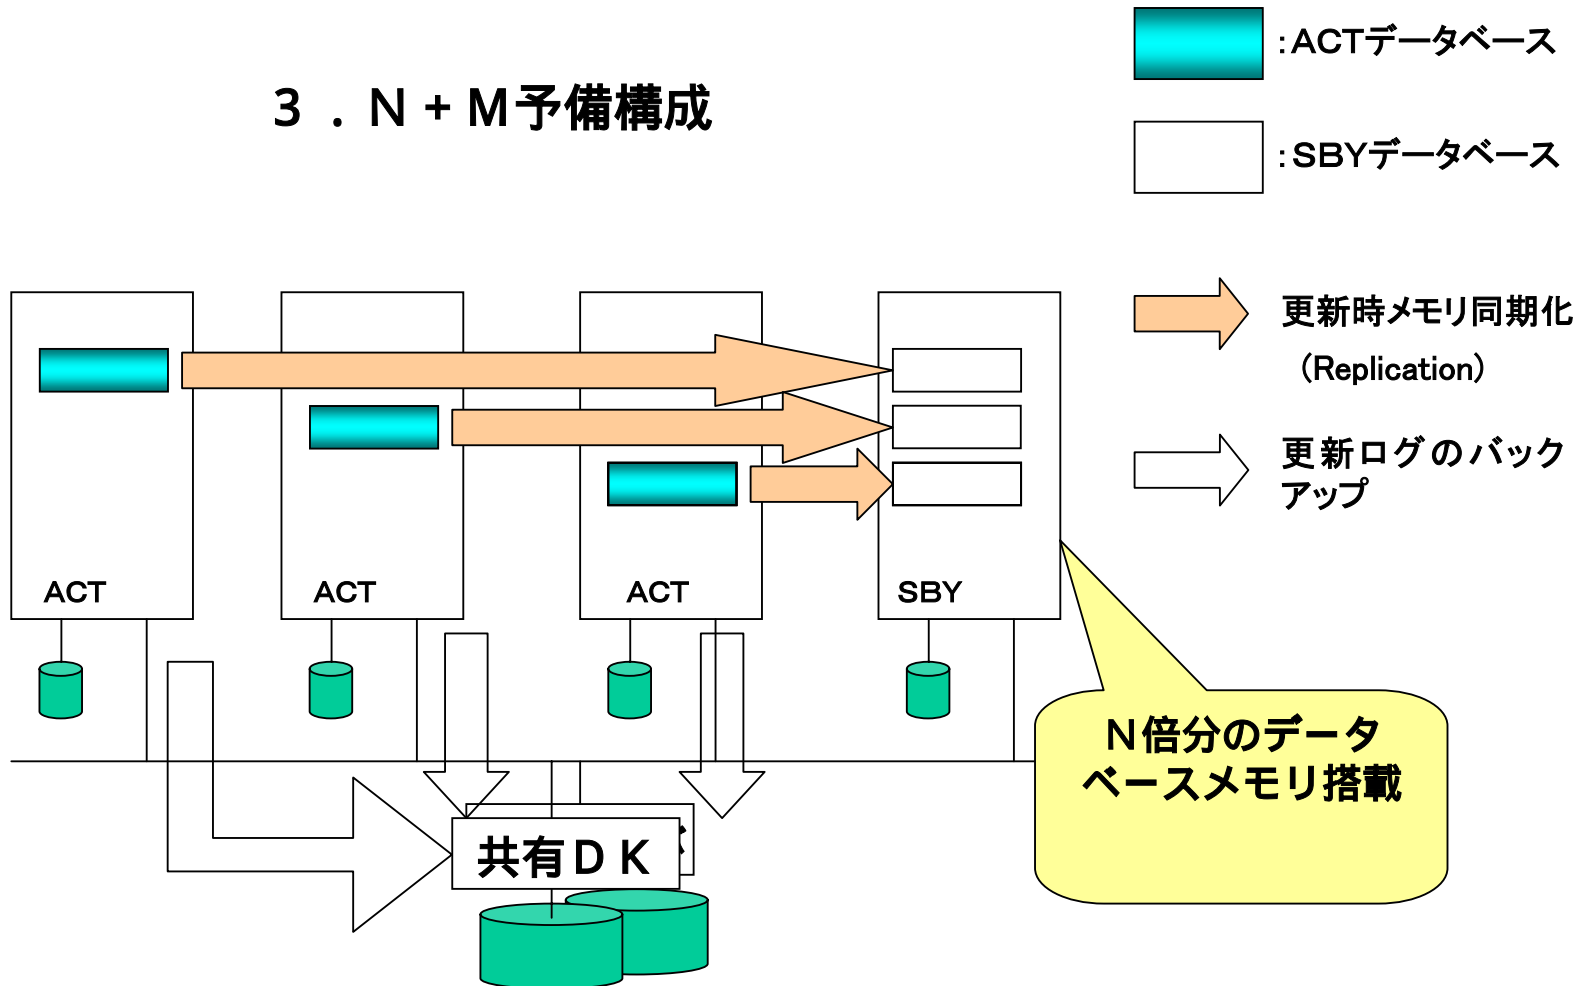 :ACTデータベース
3．N+M予備構成
:SBYデータベース
更新時メモリ同期化
(Replication)
更新ログのバック
アップ
ACT
ACT
ACT
SBY
N倍分のデータ
ベースメモリ搭載
共有DK